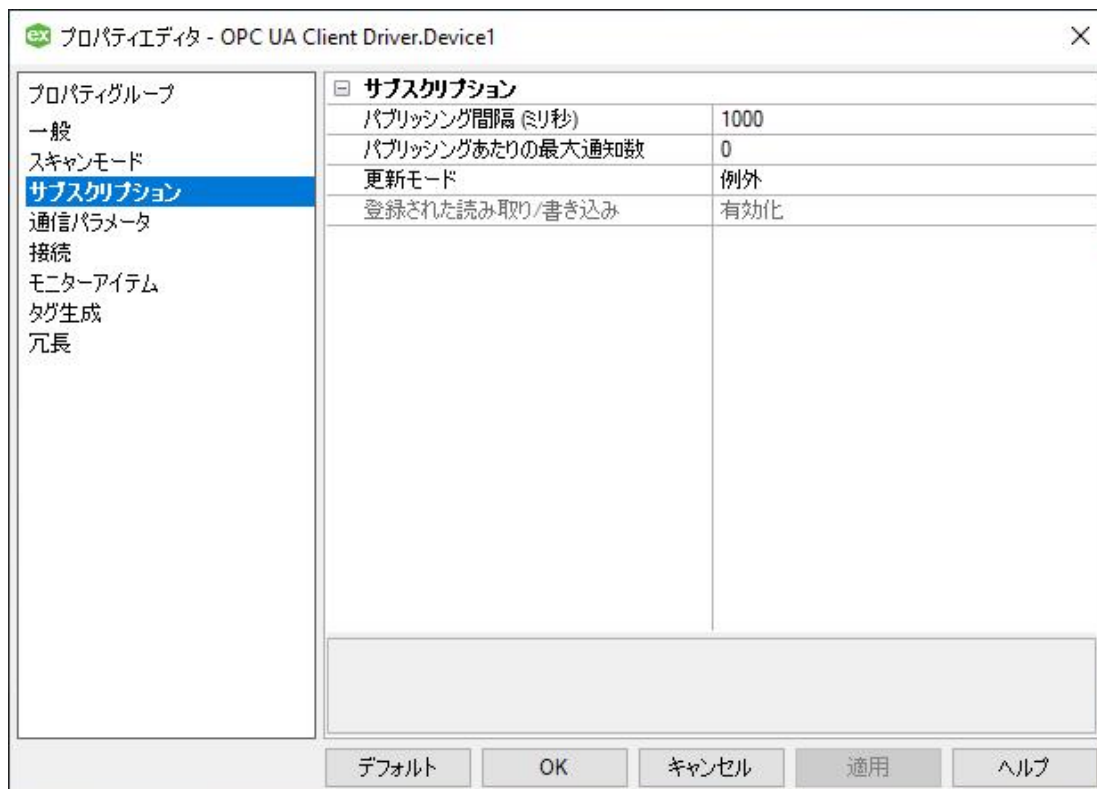 プロパティエディタ - OPC UA Client Driver.Device1
プロパティグループ
一般
スキャンモード
サブスクリプション
通信パラメータ
接続
モニターアイテム
タグ生成
冗長
サブスクリプション
パブリッシング間隔 (ミリ秒) 1000
パブリッシングあたりの最大通知数 0
更新モード 例外
登録された読み取り/書き込み 有効化
デフォルト OK キャンセル 適用 ヘルプ